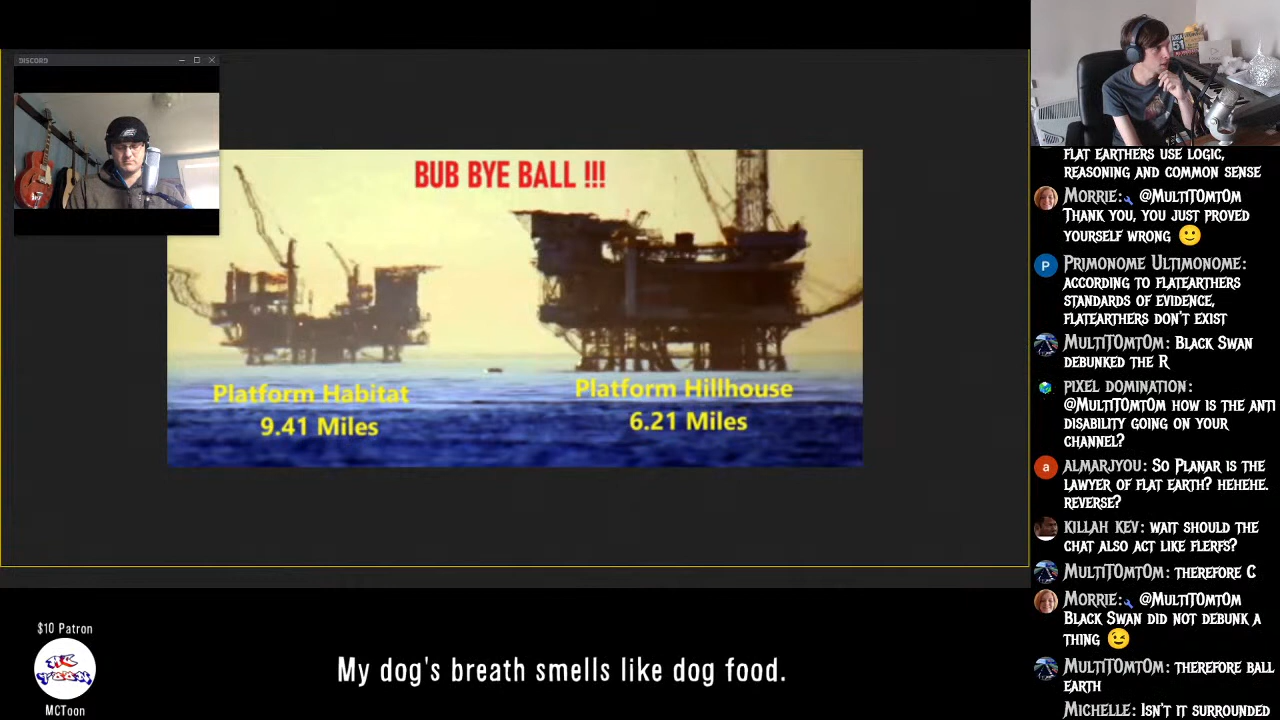 DISCORD
BUB BYE BALL !!!
Platform Habitat
9.41 Miles
Platform Hillhouse
6.21 Miles
AREA
51
FLAT EARTHERS USE LOGIC,
REASONING AND COMMON SENSE
MORRIE: @MULTITOMTOM
THANK YOU, YOU JUST PROVED
YOURSELF WRONG 🙂
P
PRIMONOME ULTIMONOME:
ACCORDING TO FLATEARTHERS
STANDARDS OF EVIDENCE,
FLATEARTHERS DON'T EXIST
MULTITOMTOM: BLACK SWAN
DEBUNKED THE R
PIXEL DOMINATION:
@MULTITOMTOM HOW IS THE ANTI
DISABILITY GOING ON YOUR
CHANNEL?
a
ALMARJYOU: SO PLANAR IS THE
LAWYER OF FLAT EARTH? HEHEHE.
REVERSE?
KILLAH KEV: WAIT SHOULD THE
CHAT ALSO ACT LIKE FLERFS?
MULTITOMTOM: THEREFORE C
MORRIE: @MULTITOMTOM
BLACK SWAN DID NOT DEBUNK A
THING 😉
MULTITOMTOM: THEREFORE BALL
EARTH
MICHELLE: ISN'T IT SURROUNDED
$10 Patron
MC
TOON
MCToon
My dog's breath smells like dog food.